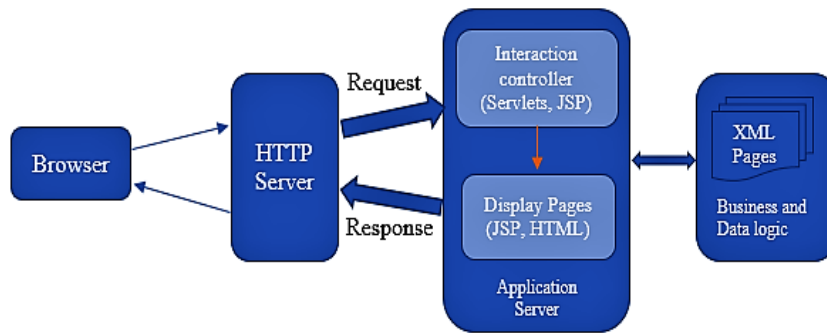 Browser
HTTP
Server
Request
Response
Interaction
controller
(Servlets, JSP)
Display Pages
(JSP, HTML)
Application
Server
XML
Pages
Business and
Data logic